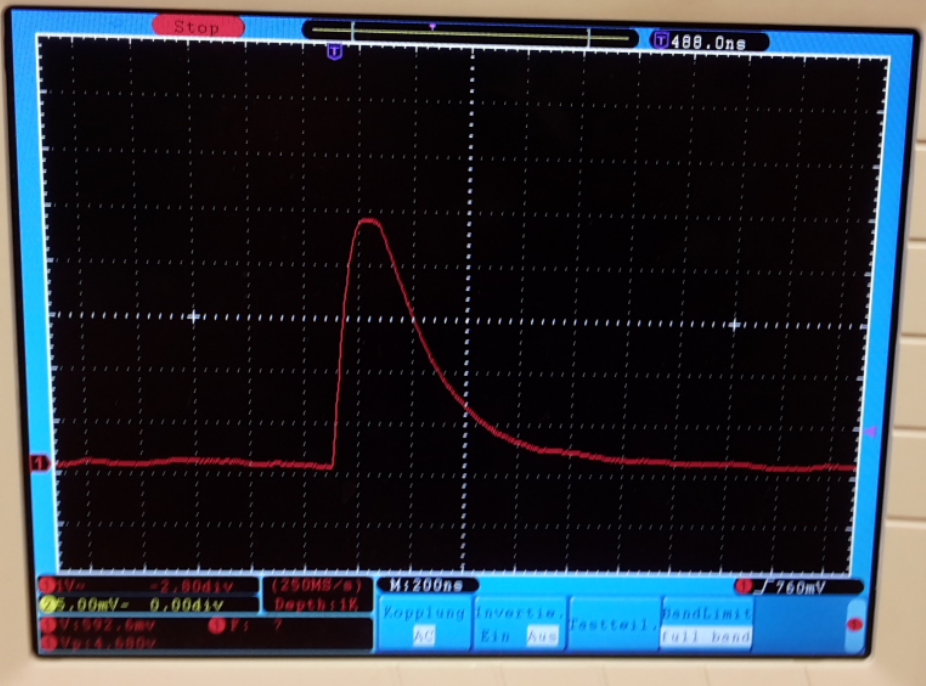 Stop
T 488.0ns
T
1
1 1V~ -2.80div (250MS/s) M:200ns 1 760mV
2 5.00mV= 0.00div Depth:1K
1 V:592.6mV 1 F: ?
1 Vp:4.680V
Kopplung Invertie. Tastteil. BandLimit
AC Ein Aus full band